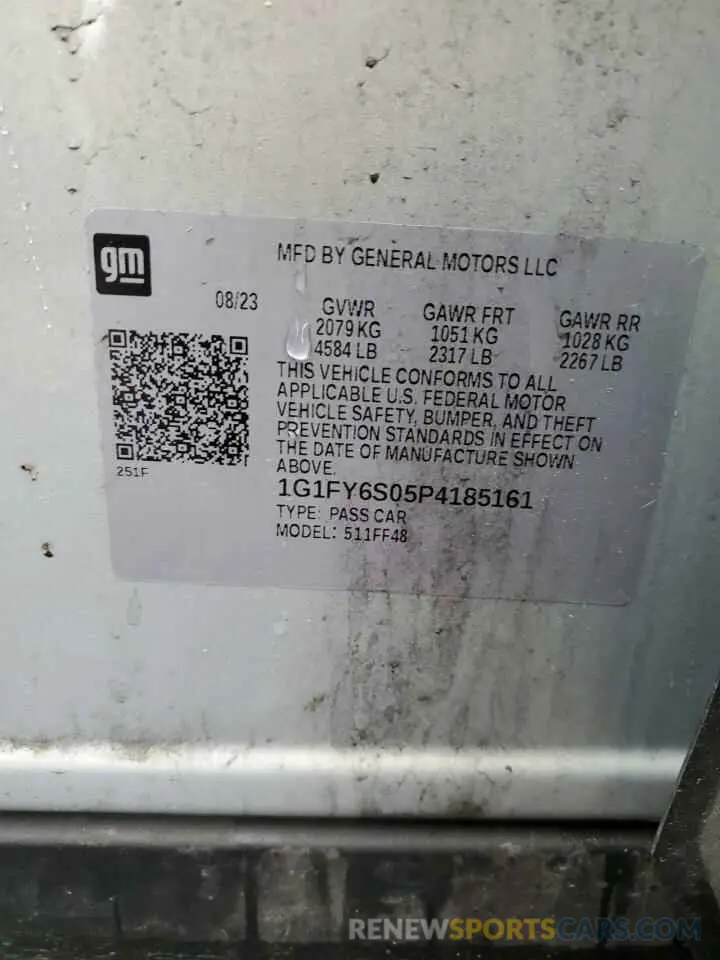 gm
MFD BY GENERAL MOTORS LLC
08/23
GVWR GAWR FRT GAWR RR
2079 KG 1051 KG 1028 KG
4584 LB 2317 LB 2267 LB
THIS VEHICLE CONFORMS TO ALL
APPLICABLE U.S. FEDERAL MOTOR
VEHICLE SAFETY, BUMPER, AND THEFT
PREVENTION STANDARDS IN EFFECT ON
THE DATE OF MANUFACTURE SHOWN
ABOVE.
251F
1G1FY6S05P4185161
TYPE: PASS CAR
MODEL: 511FF48
RENEWSPORTSCARS.COM